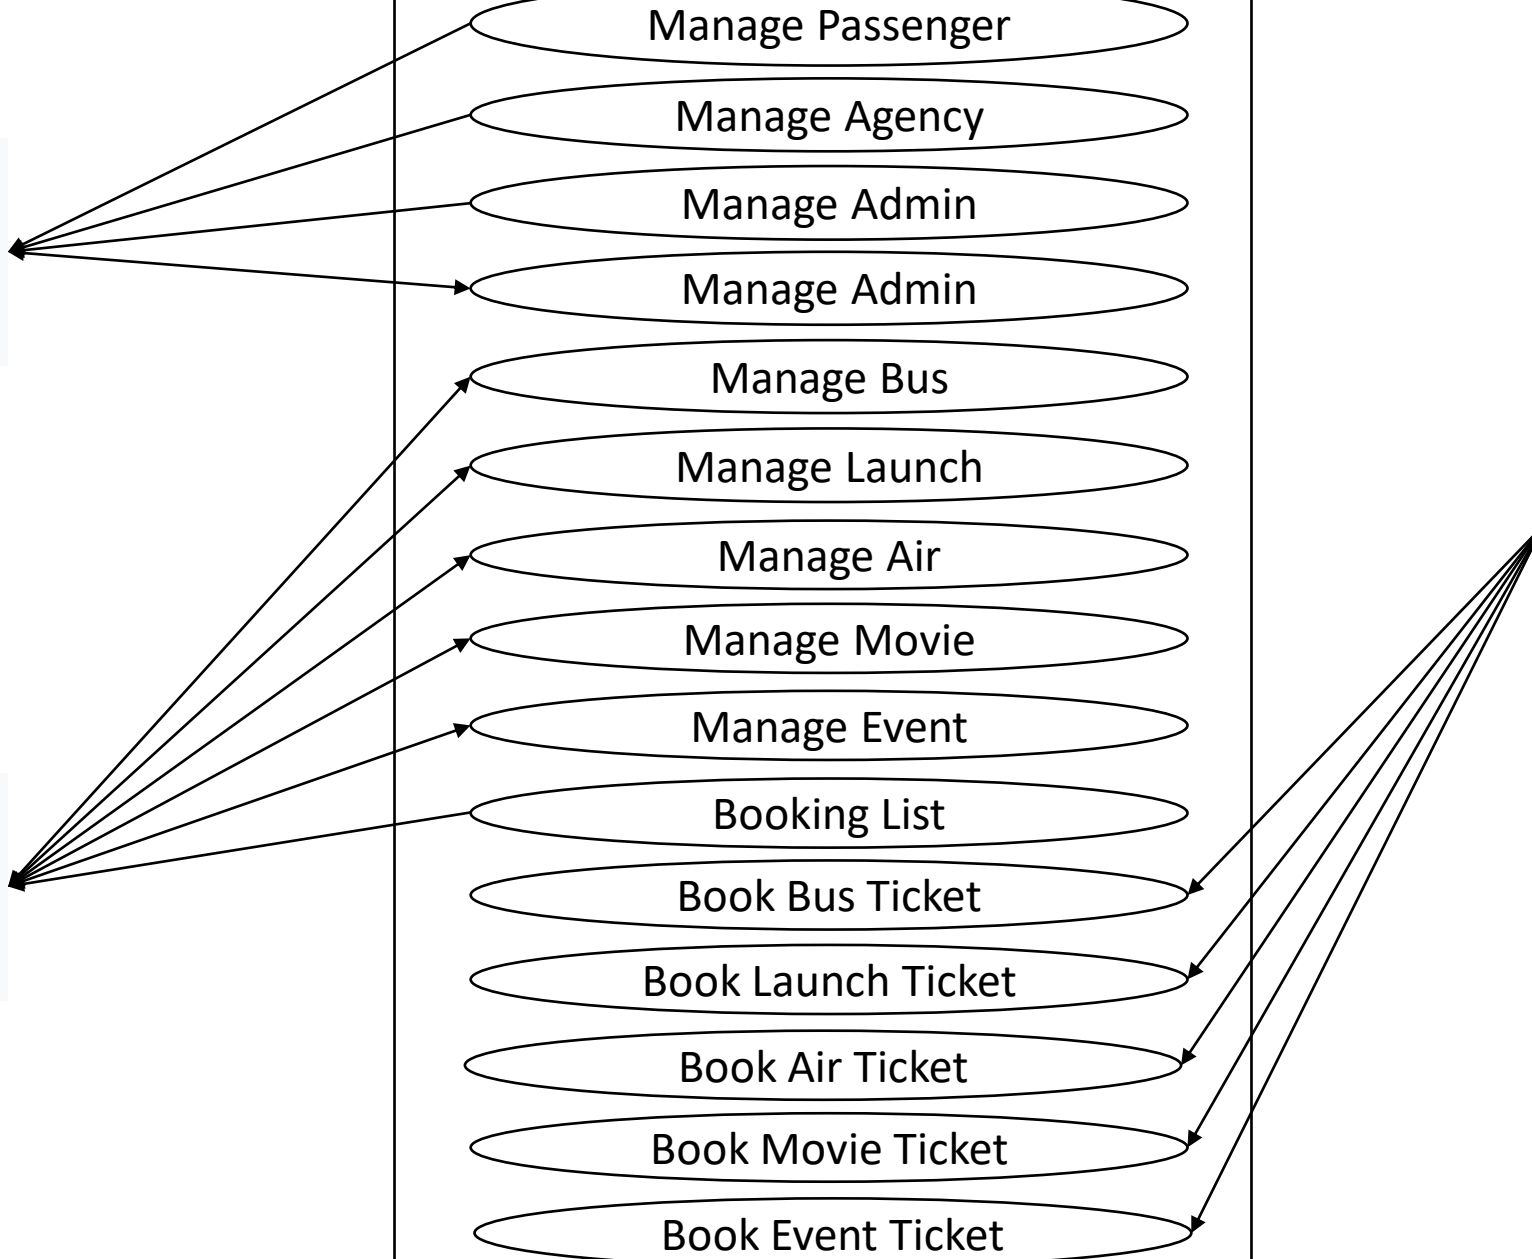 Manage Passenger
Manage Agency
Manage Admin
Manage Admin
Manage Bus
Manage Launch
Manage Air
Manage Movie
Manage Event
Booking List
Book Bus Ticket
Book Launch Ticket
Book Air Ticket
Book Movie Ticket
Book Event Ticket